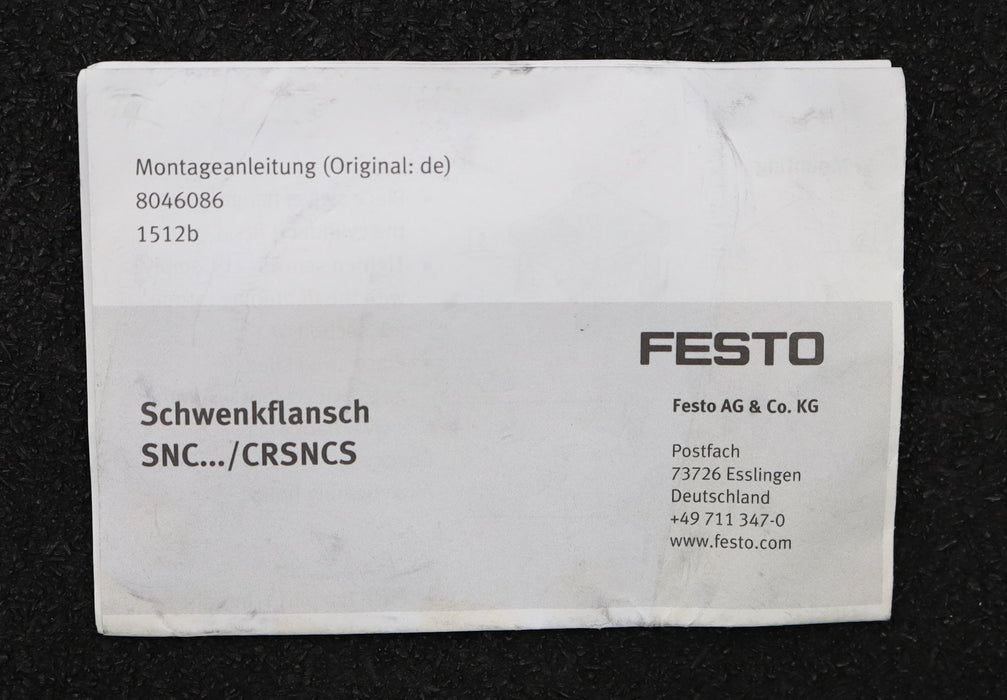 Montageanleitung (Original: de)
8046086
1512b
FESTO
Schwenkflansch
SNC.../CRSNCS
Festo AG & Co. KG
Postfach
73726 Esslingen
Deutschland
+49 711 347-0
www.festo.com